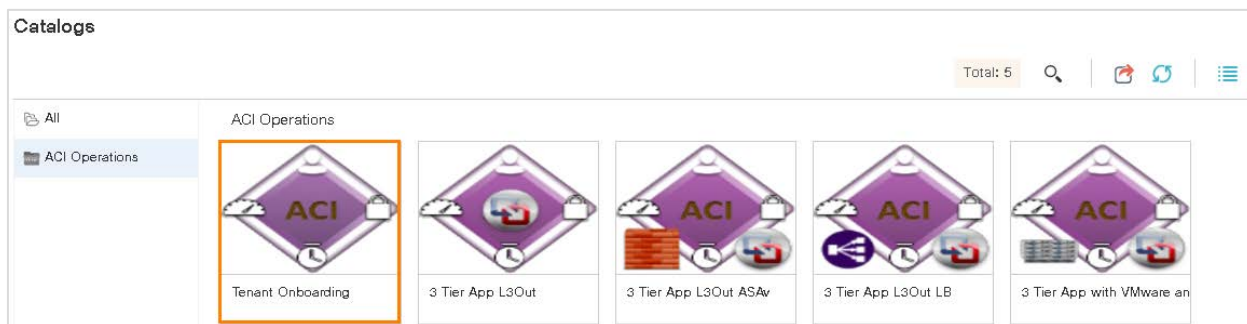 Catalogs
Total: 5
All
ACI Operations
ACI Operations
ACI
ACI
ACI
ACI
Tenant Onboarding
3 Tier App L3Out
3 Tier App L3Out ASAv
3 Tier App L3Out LB
3 Tier App with VMware an